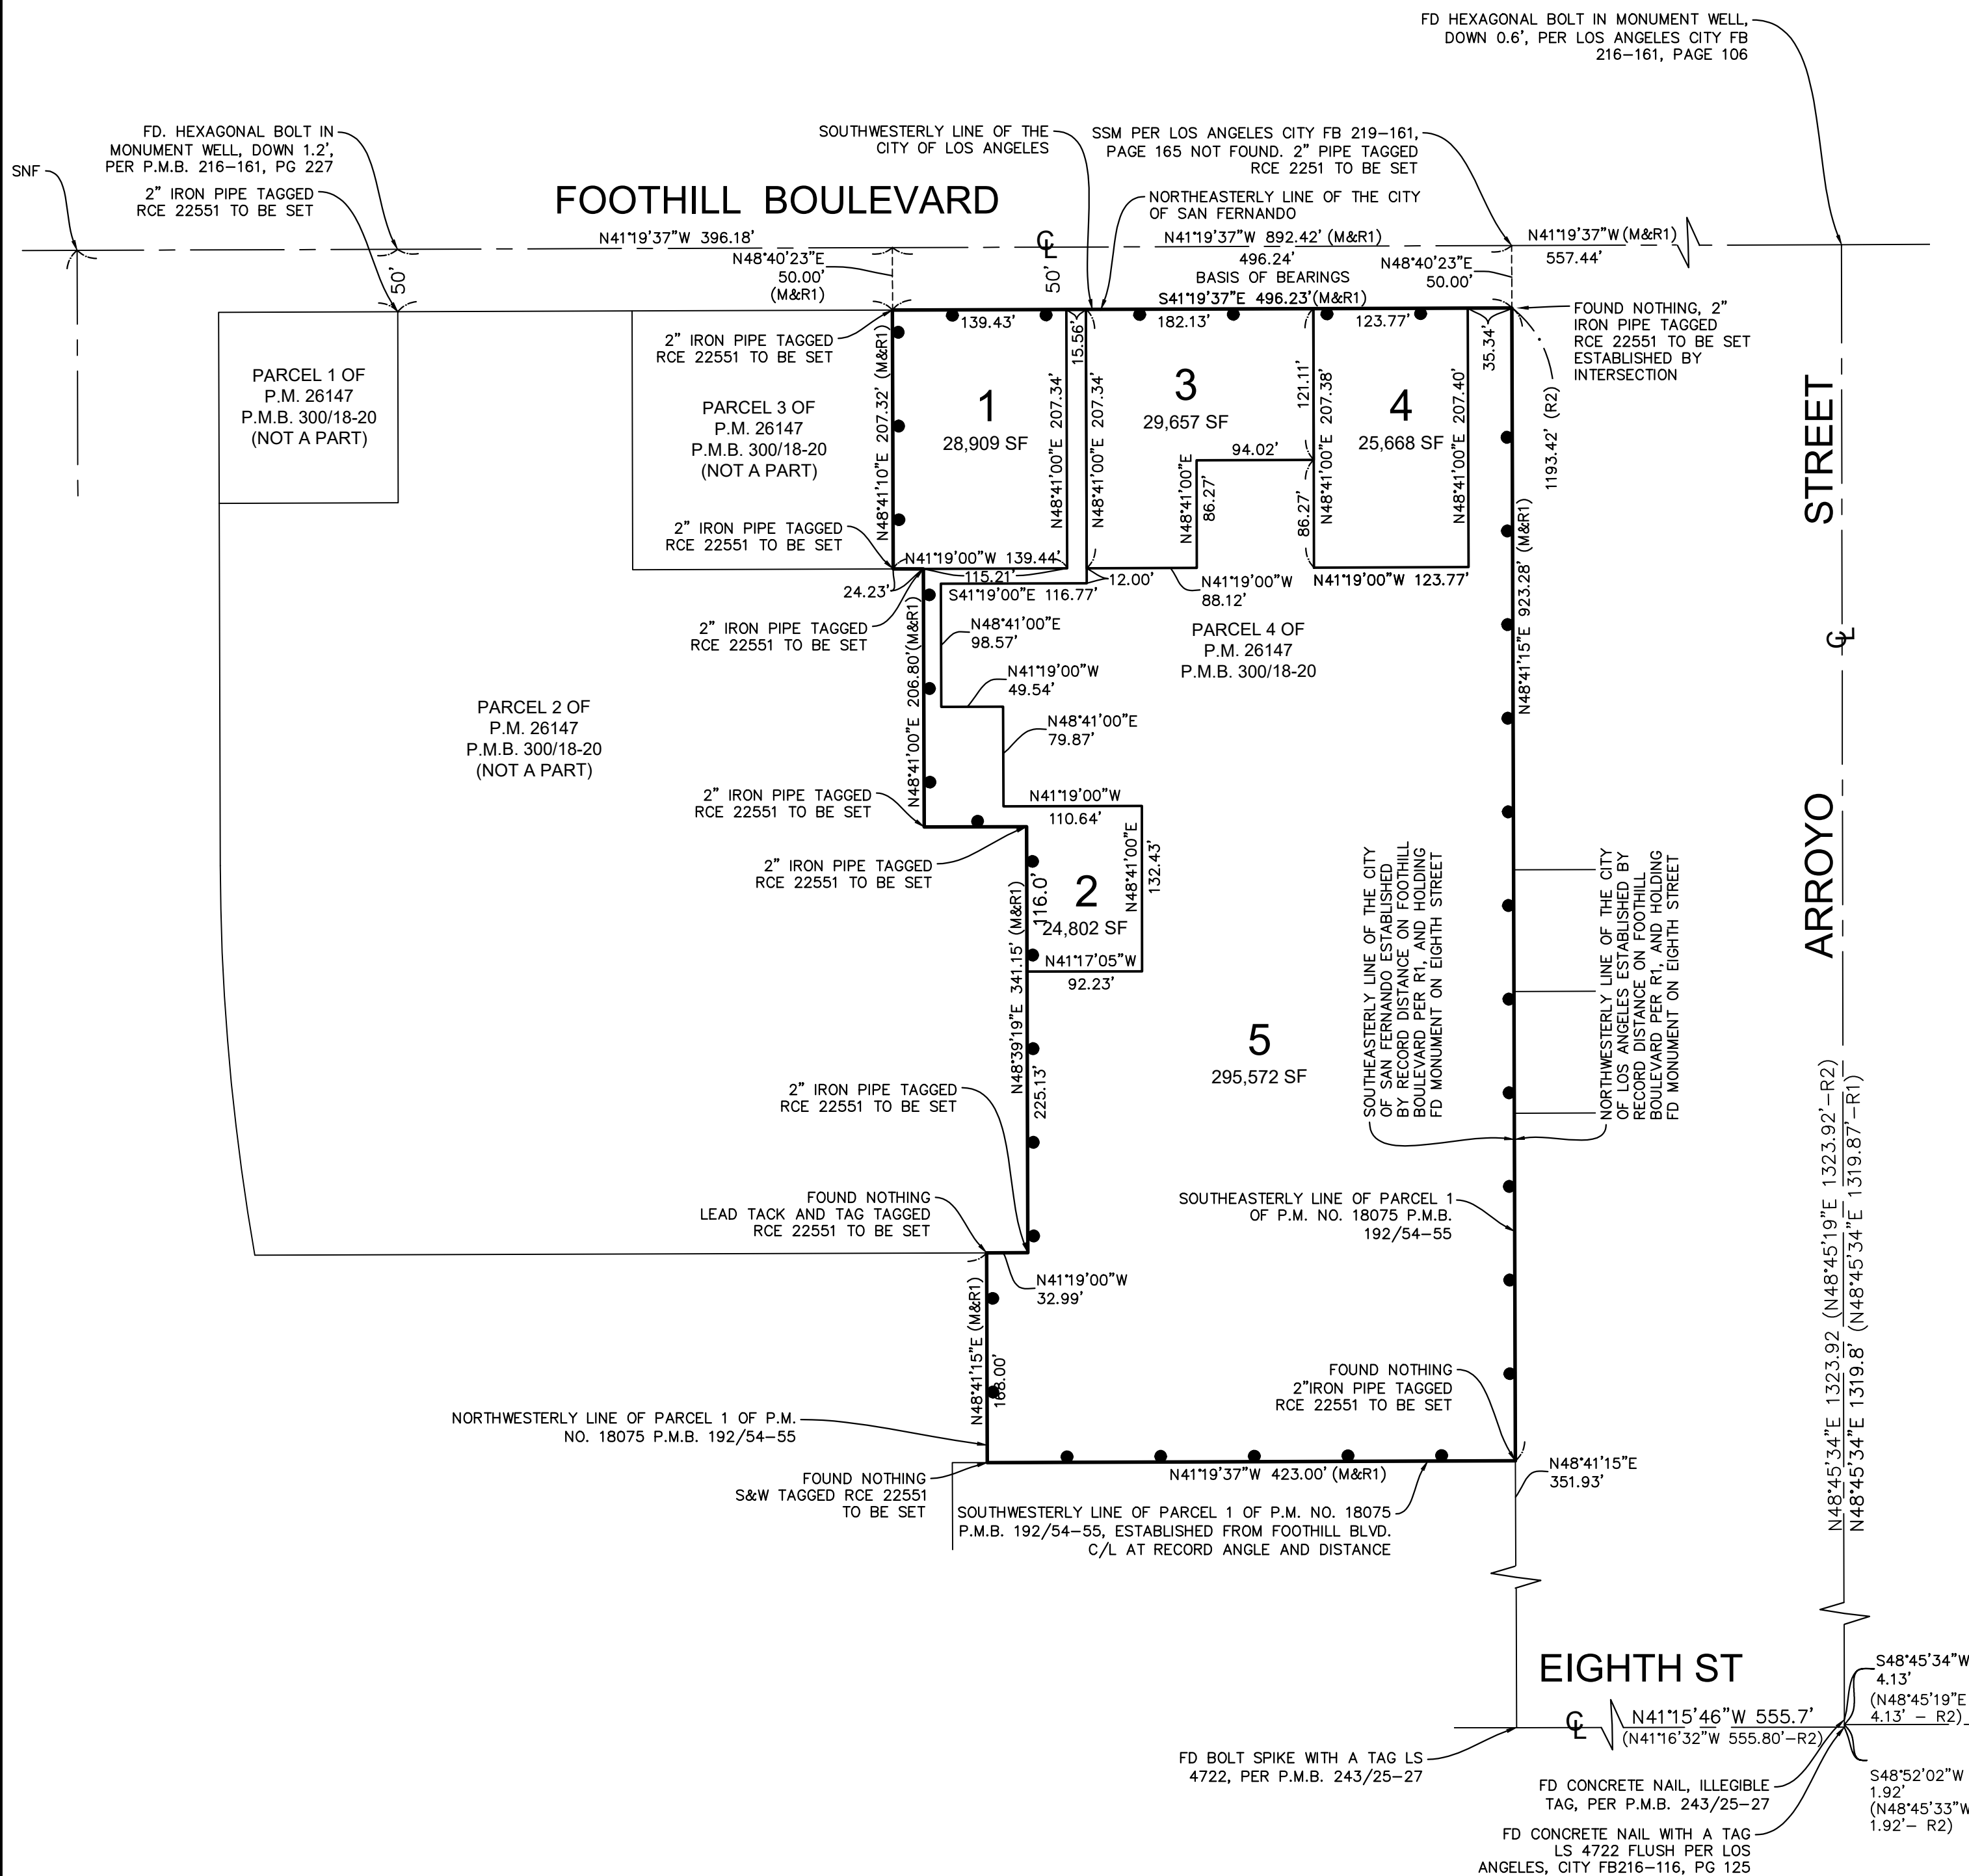 FD HEXAGONAL BOLT IN MONUMENT WELL,
DOWN 0.6', PER LOS ANGELES CITY FB
216-161, PAGE 106
FD. HEXAGONAL BOLT IN
MONUMENT WELL, DOWN 1.2',
PER P.M.B. 216-161, PG 227
SNF
2" IRON PIPE TAGGED
RCE 22551 TO BE SET
SOUTHWESTERLY LINE OF THE
CITY OF LOS ANGELES
SSM PER LOS ANGELES CITY FB 219-161,
PAGE 165 NOT FOUND. 2" PIPE TAGGED
RCE 2251 TO BE SET
NORTHEASTERLY LINE OF THE CITY
OF SAN FERNANDO
FOOTHILL BOULEVARD
N41°19'37"W 396.18'
N48°40'23"E
50.00'
(M&R1)
50'
CL
50'
N41°19'37"W 892.42' (M&R1)
496.24'
BASIS OF BEARINGS
S41°19'37"E 496.23'(M&R1)
N48°40'23"E
50.00'
N41°19'37"W (M&R1)
557.44'
FOUND NOTHING, 2"
IRON PIPE TAGGED
RCE 22551 TO BE SET
ESTABLISHED BY
INTERSECTION
2" IRON PIPE TAGGED
RCE 22551 TO BE SET
139.43'
15.56'
182.13'
123.77'
35.34'
PARCEL 1 OF
P.M. 26147
P.M.B. 300/18-20
(NOT A PART)
PARCEL 3 OF
P.M. 26147
P.M.B. 300/18-20
(NOT A PART)
N48°41'10"E 207.32' (M&R1)
1
28,909 SF
N48°41'00"E 207.34'
N48°41'00"E 207.34'
3
29,657 SF
94.02'
N48°41'00"E
86.27'
121.11'
86.27'
N48°41'00"E 207.38'
4
25,668 SF
N48°41'00"E 207.40'
1193.42' (R2)
N48°41'15"E 923.28' (M&R1)
STREET
2" IRON PIPE TAGGED
RCE 22551 TO BE SET
N41°19'00"W 139.44'
115.21'
24.23'
S41°19'00"E 116.77'
12.00'
N41°19'00"W
88.12'
N41°19'00"W 123.77'
2" IRON PIPE TAGGED
RCE 22551 TO BE SET
N48°41'00"E 206.80'(M&R1)
N48°41'00"E
98.57'
N41°19'00"W
49.54'
N48°41'00"E
79.87'
PARCEL 4 OF
P.M. 26147
P.M.B. 300/18-20
CL
PARCEL 2 OF
P.M. 26147
P.M.B. 300/18-20
(NOT A PART)
2" IRON PIPE TAGGED
RCE 22551 TO BE SET
N41°19'00"W
110.64'
2" IRON PIPE TAGGED
RCE 22551 TO BE SET
N48°41'00"E
132.43'
2
24,802 SF
116.0'
N48°39'19"E 341.15' (M&R1)
225.13'
N41°17'05"W
92.23'
SOUTHEASTERLY LINE OF THE CITY
OF SAN FERNANDO ESTABLISHED
BY RECORD DISTANCE ON FOOTHILL
BOULEVARD PER R1, AND HOLDING
FD MONUMENT ON EIGHTH STREET
NORTHWESTERLY LINE OF THE CITY
OF LOS ANGELES ESTABLISHED BY
RECORD DISTANCE ON FOOTHILL
BOULEVARD PER R1, AND HOLDING
FD MONUMENT ON EIGHTH STREET
ARROYO
5
295,572 SF
2" IRON PIPE TAGGED
RCE 22551 TO BE SET
FOUND NOTHING
LEAD TACK AND TAG TAGGED
RCE 22551 TO BE SET
SOUTHEASTERLY LINE OF PARCEL 1
OF P.M. NO. 18075 P.M.B.
192/54-55
N41°19'00"W
32.99'
N48°41'15"E (M&R1)
168.00'
N48°45'34"E 1323.92 (N48°45'19"E 1323.92'-R2)
N48°45'34"E 1319.8' (N48°45'34"E 1319.87'-R1)
FOUND NOTHING
2"IRON PIPE TAGGED
RCE 22551 TO BE SET
NORTHWESTERLY LINE OF PARCEL 1 OF P.M.
NO. 18075 P.M.B. 192/54-55
N41°19'37"W 423.00' (M&R1)
N48°41'15"E
351.93'
FOUND NOTHING
S&W TAGGED RCE 22551
TO BE SET
SOUTHWESTERLY LINE OF PARCEL 1 OF P.M. NO. 18075
P.M.B. 192/54-55, ESTABLISHED FROM FOOTHILL BLVD.
C/L AT RECORD ANGLE AND DISTANCE
EIGHTH ST
CL
N41°15'46"W 555.7'
(N41°16'32"W 555.80'-R2)
S48°45'34"W
4.13'
(N48°45'19"E
4.13' - R2)
FD BOLT SPIKE WITH A TAG LS
4722, PER P.M.B. 243/25-27
FD CONCRETE NAIL, ILLEGIBLE
TAG, PER P.M.B. 243/25-27
S48°52'02"W
1.92'
(N48°45'33"W
1.92'- R2)
FD CONCRETE NAIL WITH A TAG
LS 4722 FLUSH PER LOS
ANGELES, CITY FB216-116, PG 125